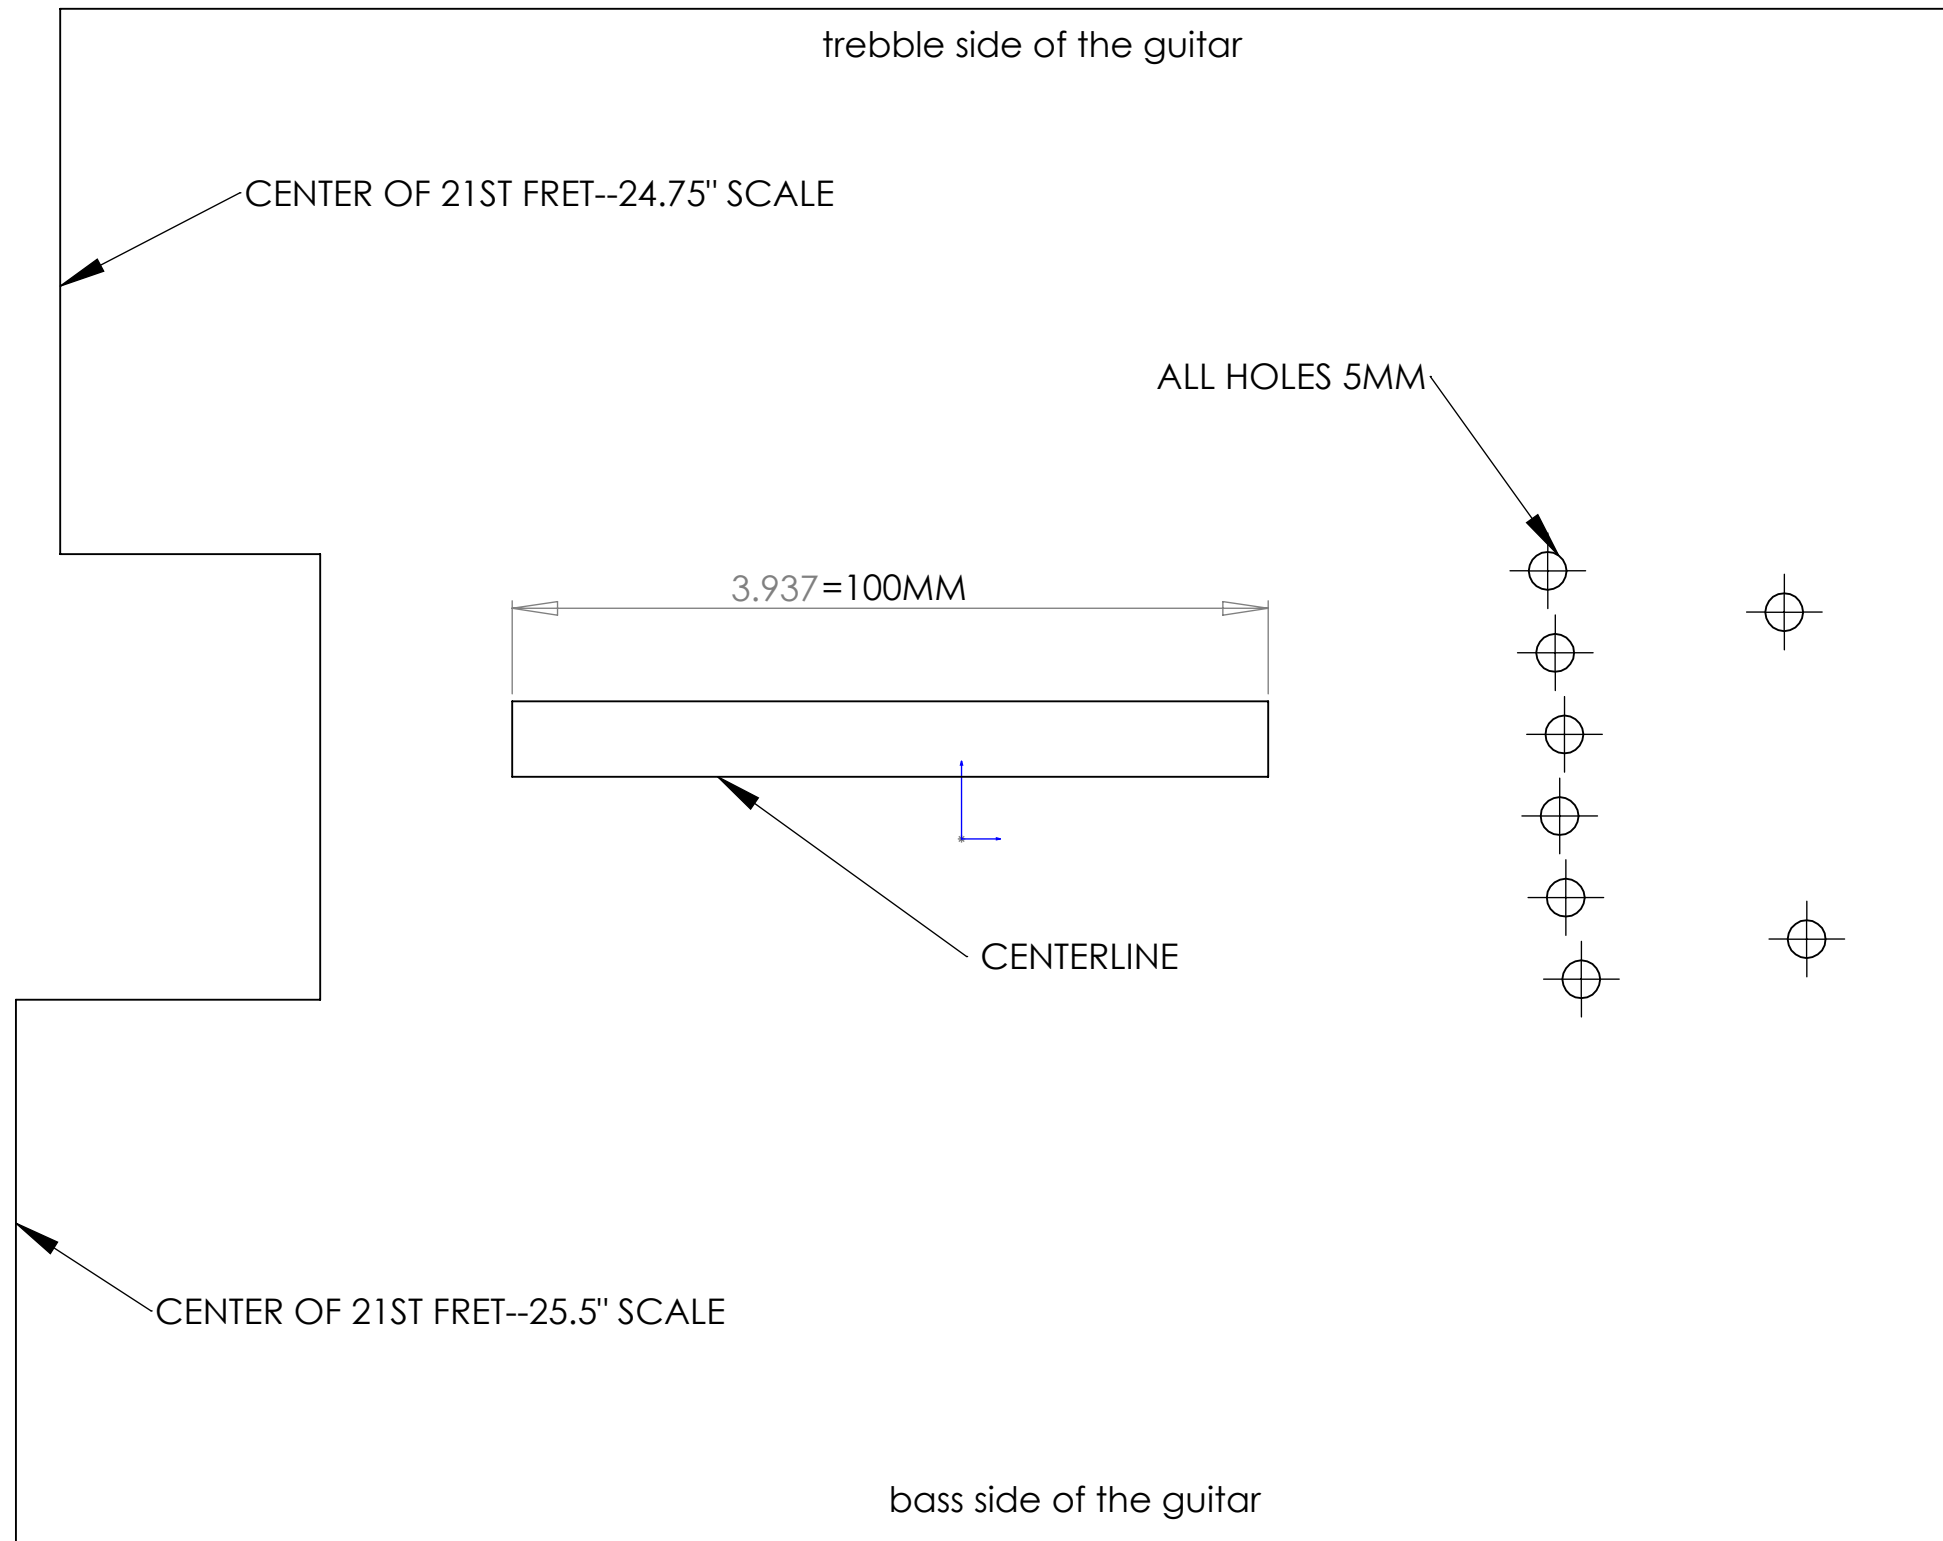 trebble side of the guitar
CENTER OF 21ST FRET--24.75" SCALE
ALL HOLES 5MM
3.937=100MM
CENTERLINE
CENTER OF 21ST FRET--25.5" SCALE
bass side of the guitar